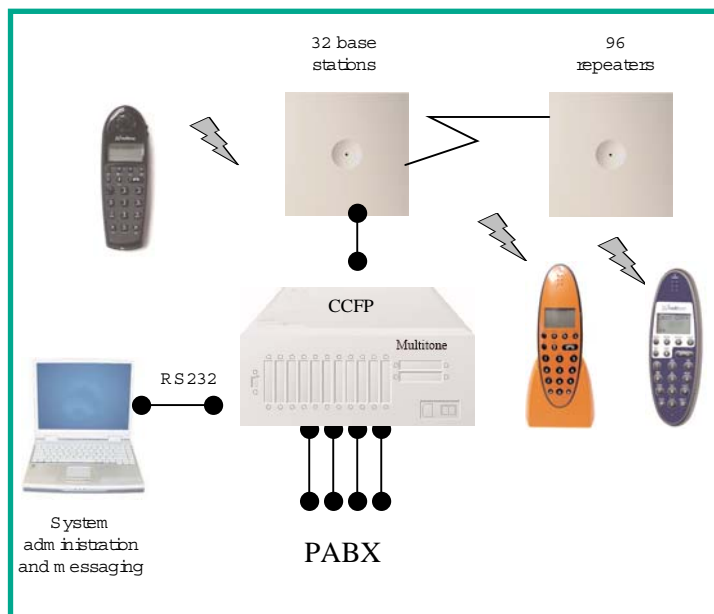 32 base
stations
96
repeaters
CCFP
Multitone
RS232
System
administration
and messaging
PABX